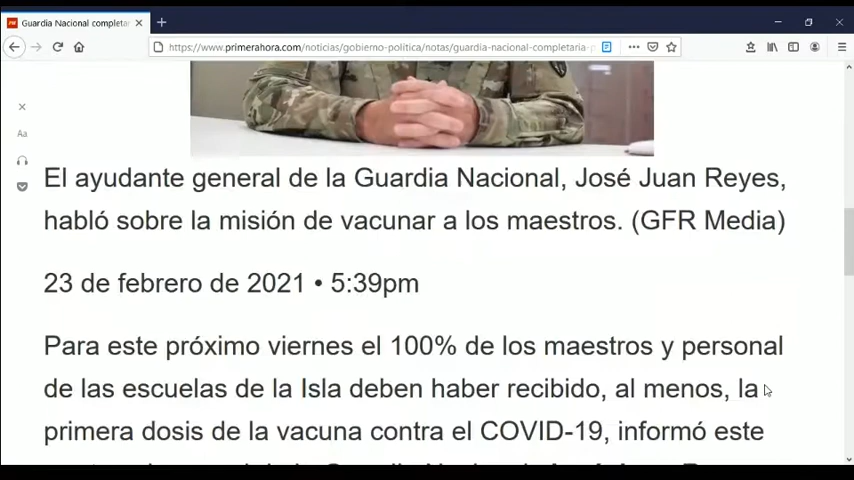 Guardia Nacional completar
https://www.primerahora.com/noticias/gobierno-politica/notas/guardia-nacional-completaria-p
Aa
El ayudante general de la Guardia Nacional, José Juan Reyes,
habló sobre la misión de vacunar a los maestros. (GFR Media)
23 de febrero de 2021 • 5:39pm
Para este próximo viernes el 100% de los maestros y personal
de las escuelas de la Isla deben haber recibido, al menos, la
primera dosis de la vacuna contra el COVID-19, informó este